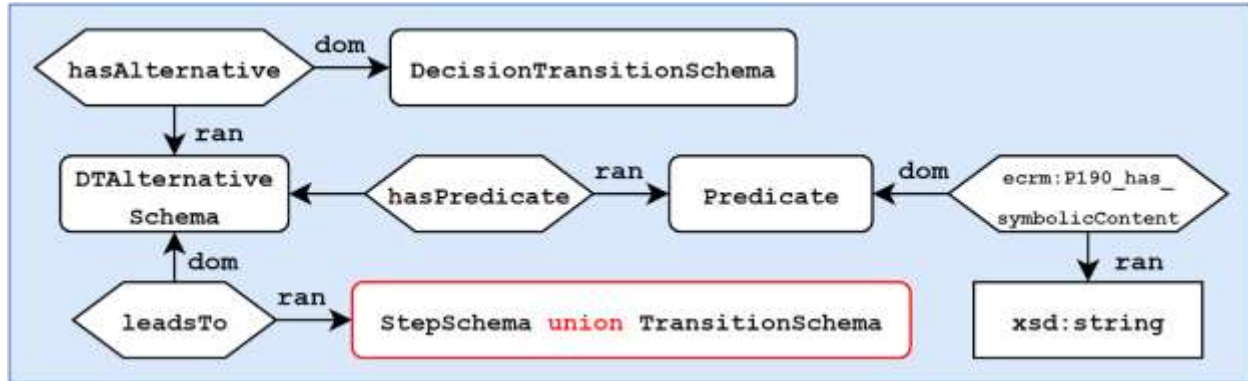 hasAlternative
dom
DecisionTransitionSchema
ran
DTAlternative
Schema
hasPredicate
ran
Predicate
dom
ecrm:P190_has_
symbolicContent
dom
ran
leadsTo
ran
StepSchema union TransitionSchema
xsd:string